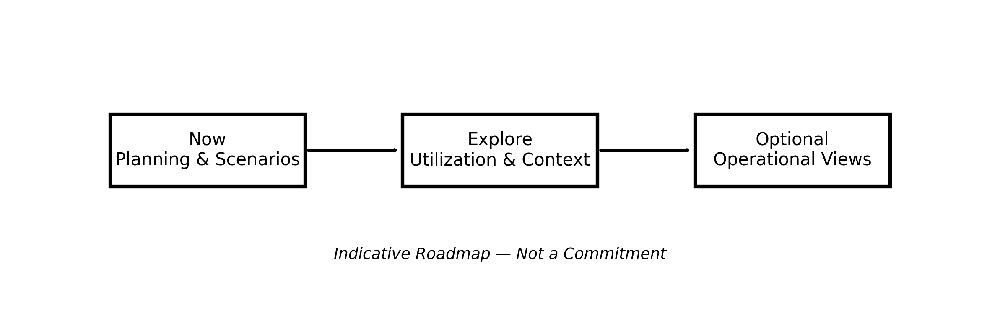 Now
Planning & Scenarios
Explore
Utilization & Context
Optional
Operational Views
Indicative Roadmap — Not a Commitment